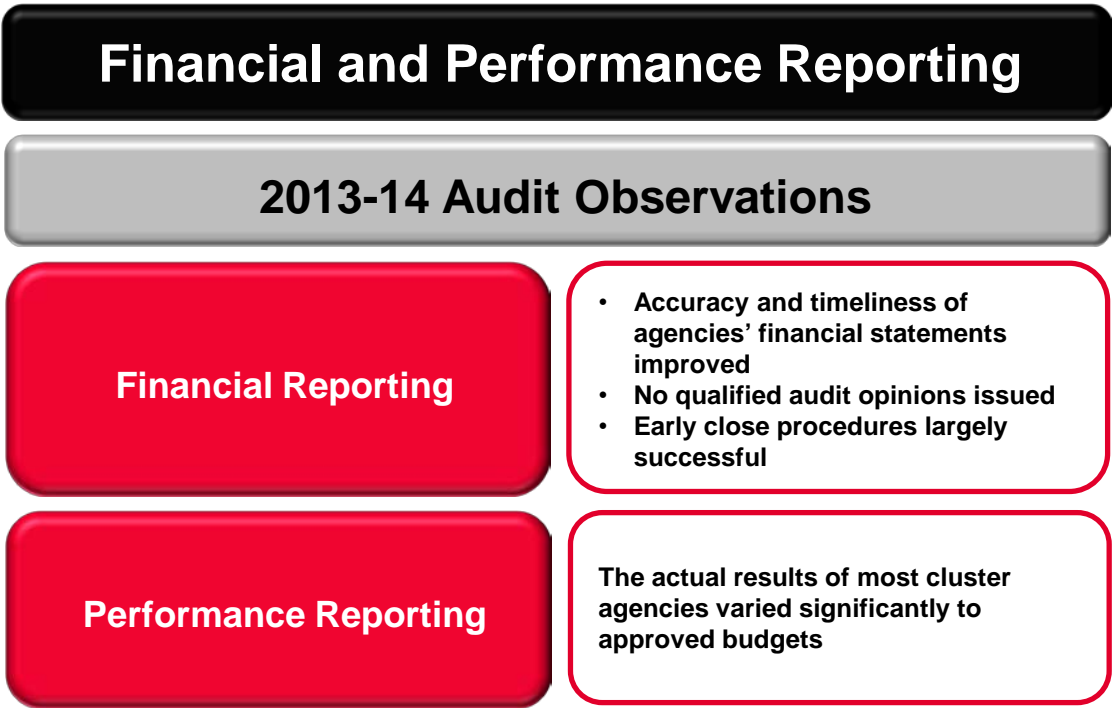 Financial and Performance Reporting
2013-14 Audit Observations
Financial Reporting
• Accuracy and timeliness of
agencies’ financial statements
improved
• No qualified audit opinions issued
• Early close procedures largely
successful
Performance Reporting
The actual results of most cluster
agencies varied significantly to
approved budgets